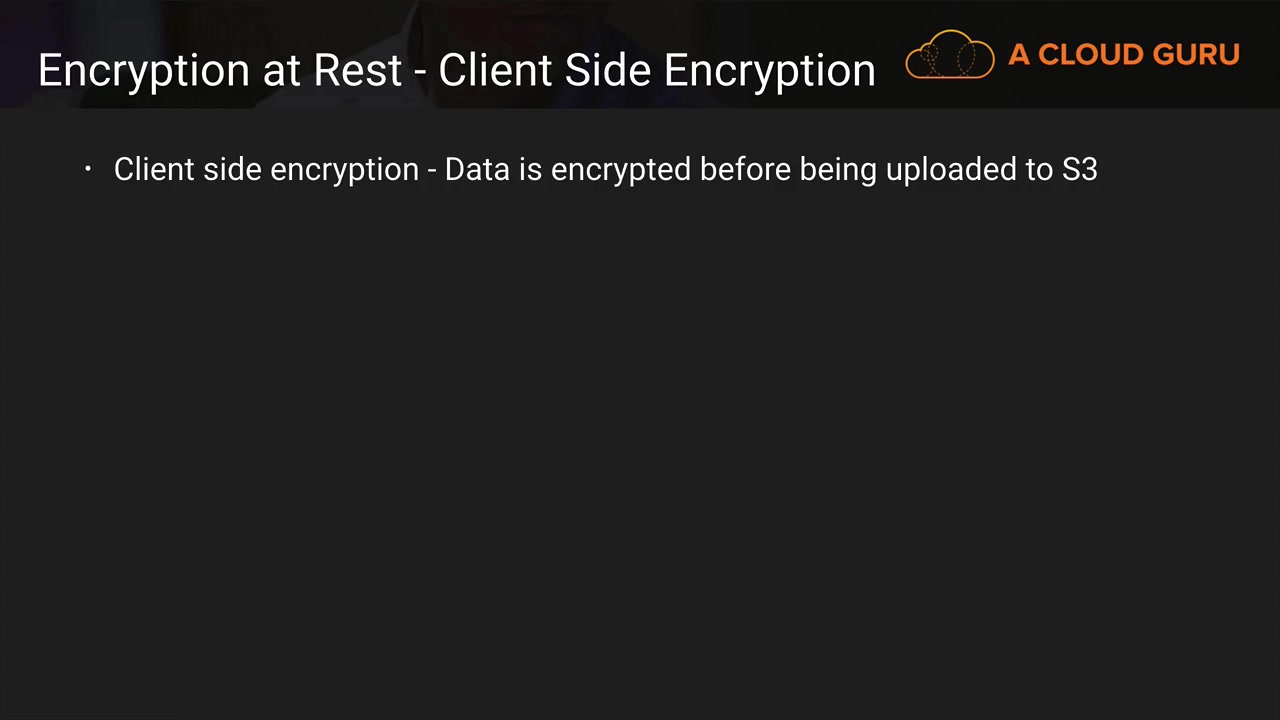 Encryption at Rest - Client Side Encryption
A CLOUD GURU
• Client side encryption - Data is encrypted before being uploaded to S3